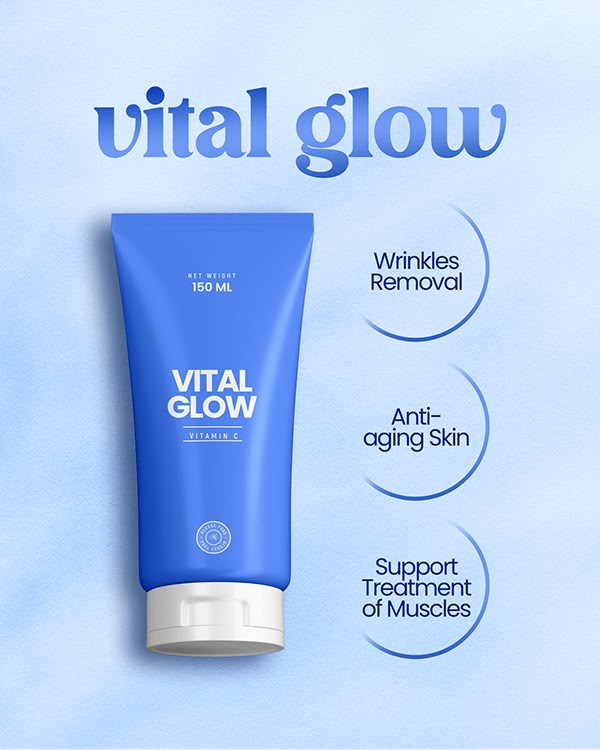 vital glow
NET WEIGHT
150 ML
VITAL
GLOW
VITAMIN C
Wrinkles
Removal
Anti-
aging Skin
Support
Treatment
of Muscles